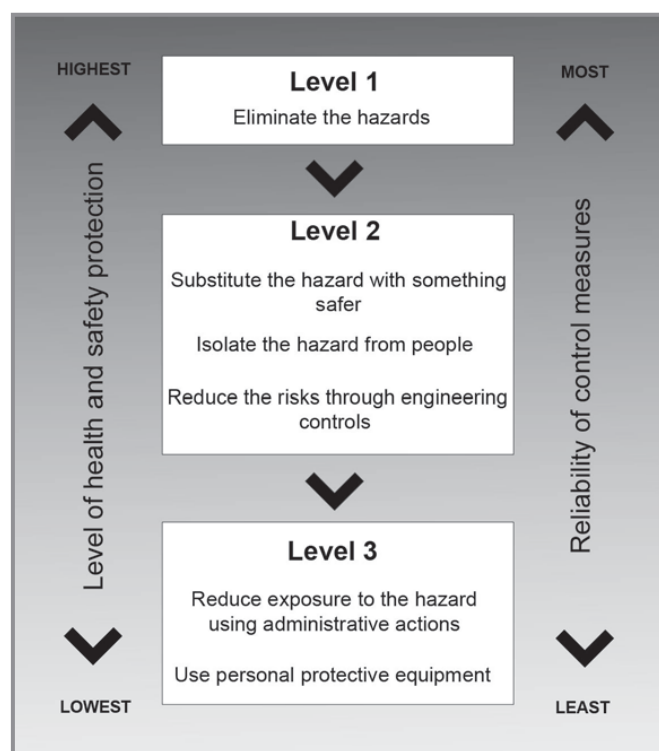 HIGHEST
MOST
Level 1
Eliminate the hazards
Level 2
Substitute the hazard with something
safer
Isolate the hazard from people
Reduce the risks through engineering
controls
Level 3
Reduce exposure to the hazard
using administrative actions
Use personal protective equipment
Level of health and safety protection
Reliability of control measures
LOWEST
LEAST